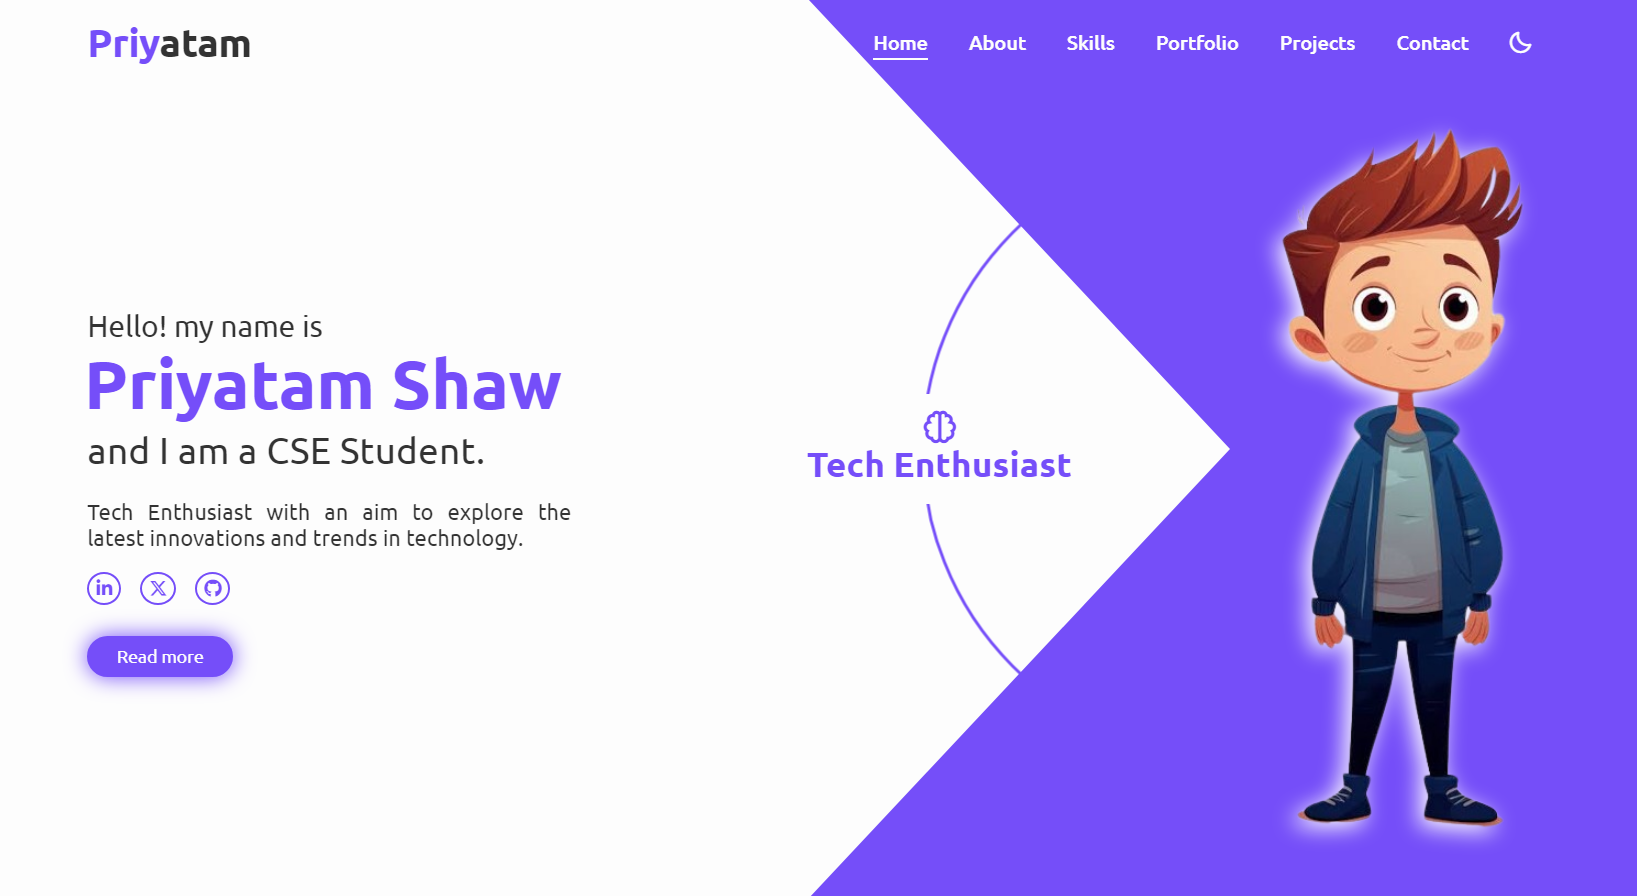 Priyatam
Home About Skills Portfolio Projects Contact
Hello! my name is
Priyatam Shaw
and I am a CSE Student.
Tech Enthusiast with an aim to explore the
latest innovations and trends in technology.
Read more
Tech Enthusiast